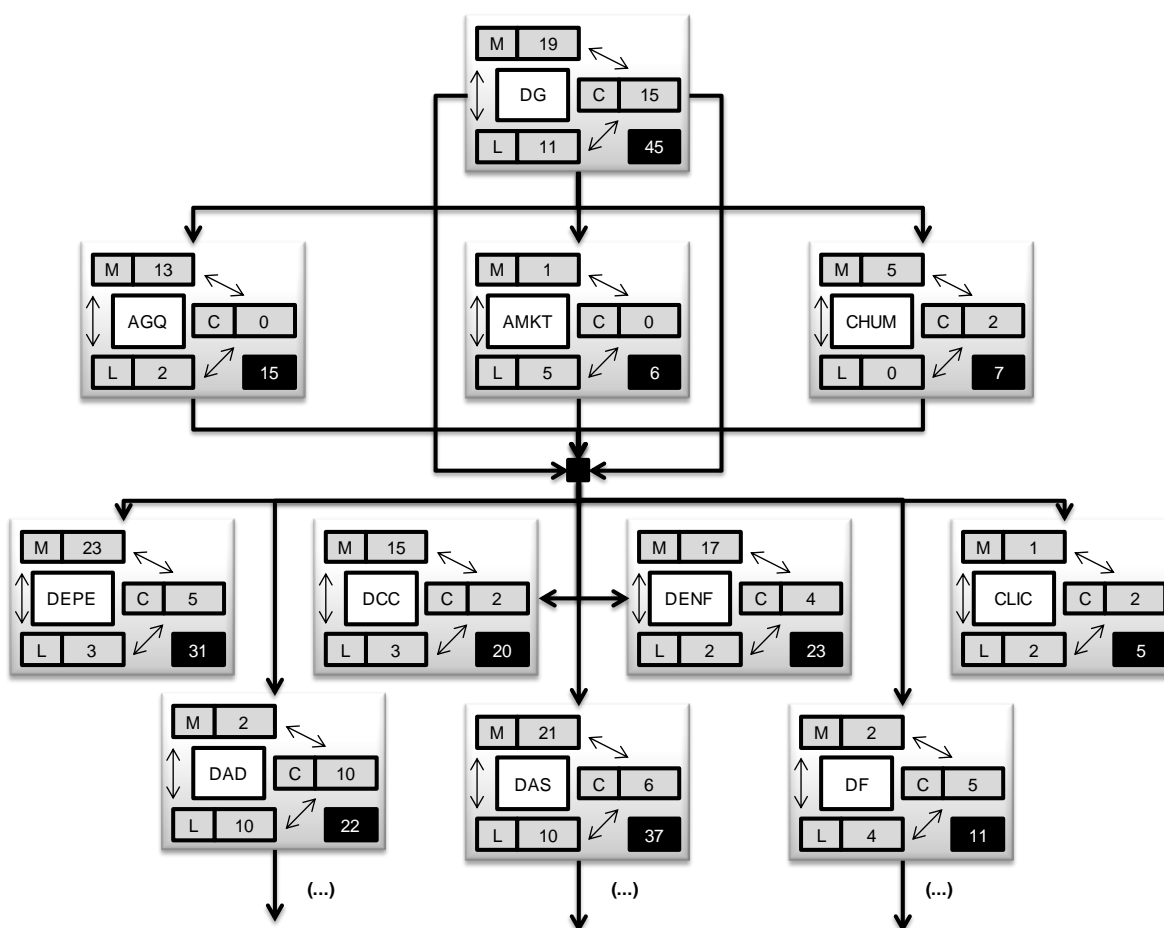 M 19
DG
C 15
L 11
45
M 13
AGQ
C 0
L 2
15
M 1
AMKT
C 0
L 5
6
M 5
CHUM
C 2
L 0
7
M 23
DEPE
C 5
L 3
31
M 15
DCC
C 2
L 3
20
M 17
DENF
C 4
L 2
23
M 1
CLIC
C 2
L 2
5
M 2
DAD
C 10
L 10
22
M 21
DAS
C 6
L 10
37
M 2
DF
C 5
L 4
11
(...)
(...)
(...)